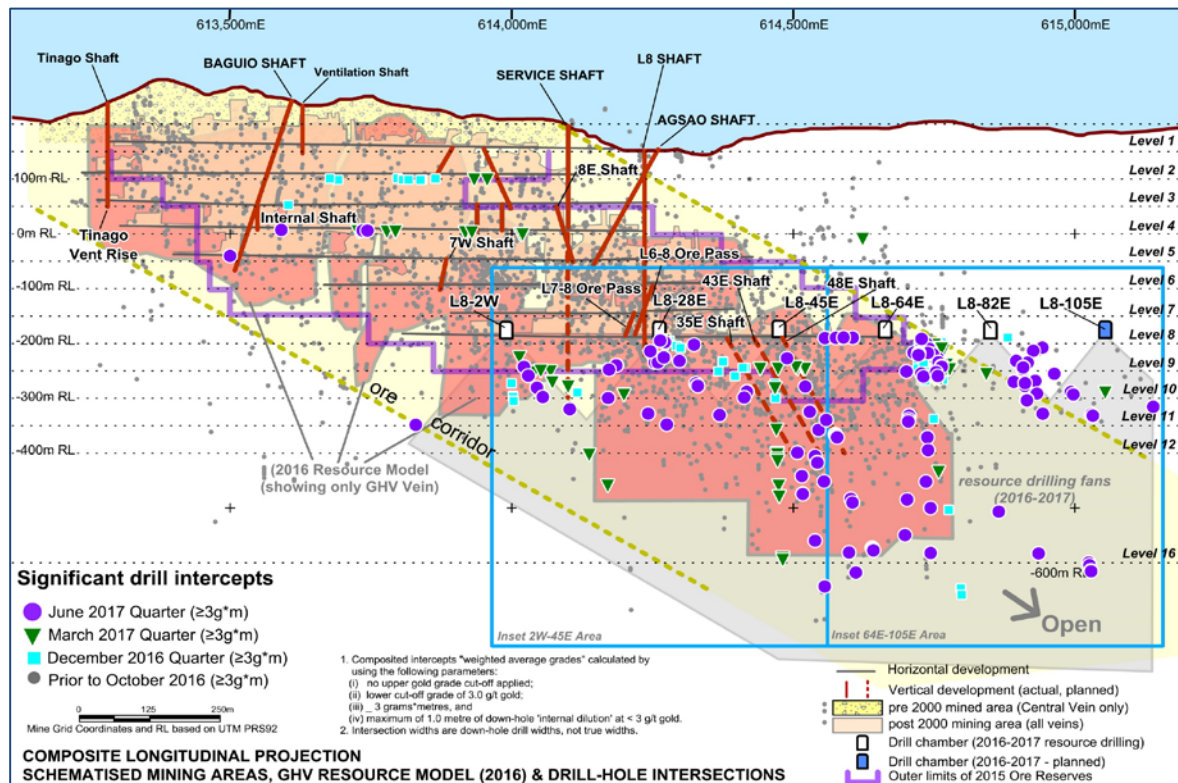 613,500mE
614,000mE
614,500mE
615,000mE
Tinago Shaft
BAGUIO SHAFT
Ventilation Shaft
SERVICE SHAFT
L8 SHAFT
AGSAO SHAFT
Level 1
100m RL
Level 2
8E Shaft
Level 3
Internal Shaft
0m RL
Level 4
Tinago
Vent Rise
7W Shaft
Level 5
L6-8 Ore Pass
-100m RL
43E Shaft
48E Shaft
Level 6
L8-2W
L7-8 Ore Pass
L8-28E
L8-45E
L8-64E
L8-82E
L8-105E
35E Shaft
Level 7
-200m RL
Level 8
Level 9
-300m RL
Level 10
ore
corridor
Level 11
-400m RL
Level 12
(2016 Resource Model
(showing only GHV Vein)
resource drilling fans
(2016-2017)
Level 16
-600m R
Open
Inset 2W-45E Area
Inset 64E-105E Area
Significant drill intercepts
June 2017 Quarter (≥3g*m)
March 2017 Quarter (≥3g*m)
December 2016 Quarter (≥3g*m)
Prior to October 2016 (≥3g*m)
0 125 250m
Mine Grid Coordinates and RL based on UTM PRS92
1. Composited intercepts "weighted average grades" calculated by
using the following parameters:
(i) no upper gold grade cut-off applied;
(ii) lower cut-off grade of 3.0 g/t gold;
(iii) _ 3 grams*metres, and
(iv) maximum of 1.0 metre of down-hole 'internal dilution' at < 3 g/t gold.
2. Intersection widths are down-hole drill widths, not true widths.
Horizontal development
Vertical development (actual, planned)
pre 2000 mined area (Central Vein only)
post 2000 mining area (all veins)
Drill chamber (2016-2017 resource drilling)
Drill chamber (2016-2017 - planned)
Outer limits of 2015 Ore Reserves
COMPOSITE LONGITUDINAL PROJECTION
SCHEMATISED MINING AREAS, GHV RESOURCE MODEL (2016) & DRILL-HOLE INTERSECTIONS